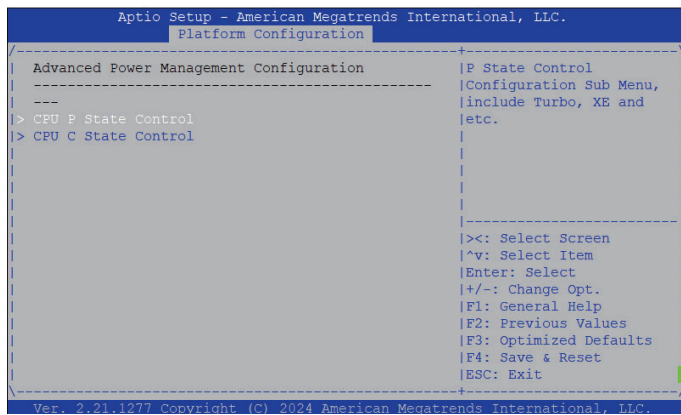 Aptio Setup - American Megatrends International, LLC.
Platform Configuration
/----------------------------------------------------+-------------------------\
| Advanced Power Management Configuration |P State Control
| ------------------------------------------------ |Configuration Sub Menu,
| --- |include Turbo, XE and
|> CPU P State Control |etc.
|> CPU C State Control |
|-------------------------
|><: Select Screen
|^v: Select Item
|Enter: Select
|+/-: Change Opt.
|F1: General Help
|F2: Previous Values
|F3: Optimized Defaults
|F4: Save & Reset
|ESC: Exit
\----------------------------------------------------+-------------------------/
Ver. 2.21.1277 Copyright (C) 2024 American Megatrends International, LLC.